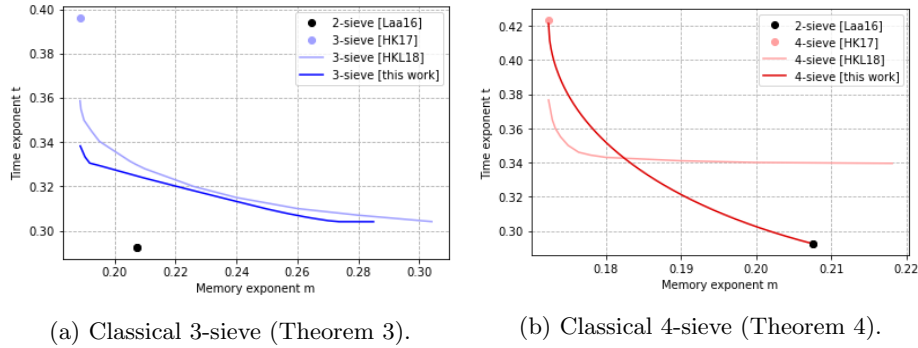 0.40
0.38
0.36
0.34
0.32
0.30
Time exponent t
2-sieve [Laa16]
3-sieve [HK17]
3-sieve [HKL18]
3-sieve [this work]
0.20 0.22 0.24 0.26 0.28 0.30
Memory exponent m
(a) Classical 3-sieve (Theorem 3).
0.42
0.40
0.38
0.36
0.34
0.32
0.30
Time exponent t
2-sieve [Laa16]
4-sieve [HK17]
4-sieve [HKL18]
4-sieve [this work]
0.18 0.19 0.20 0.21 0.22
Memory exponent m
(b) Classical 4-sieve (Theorem 4).